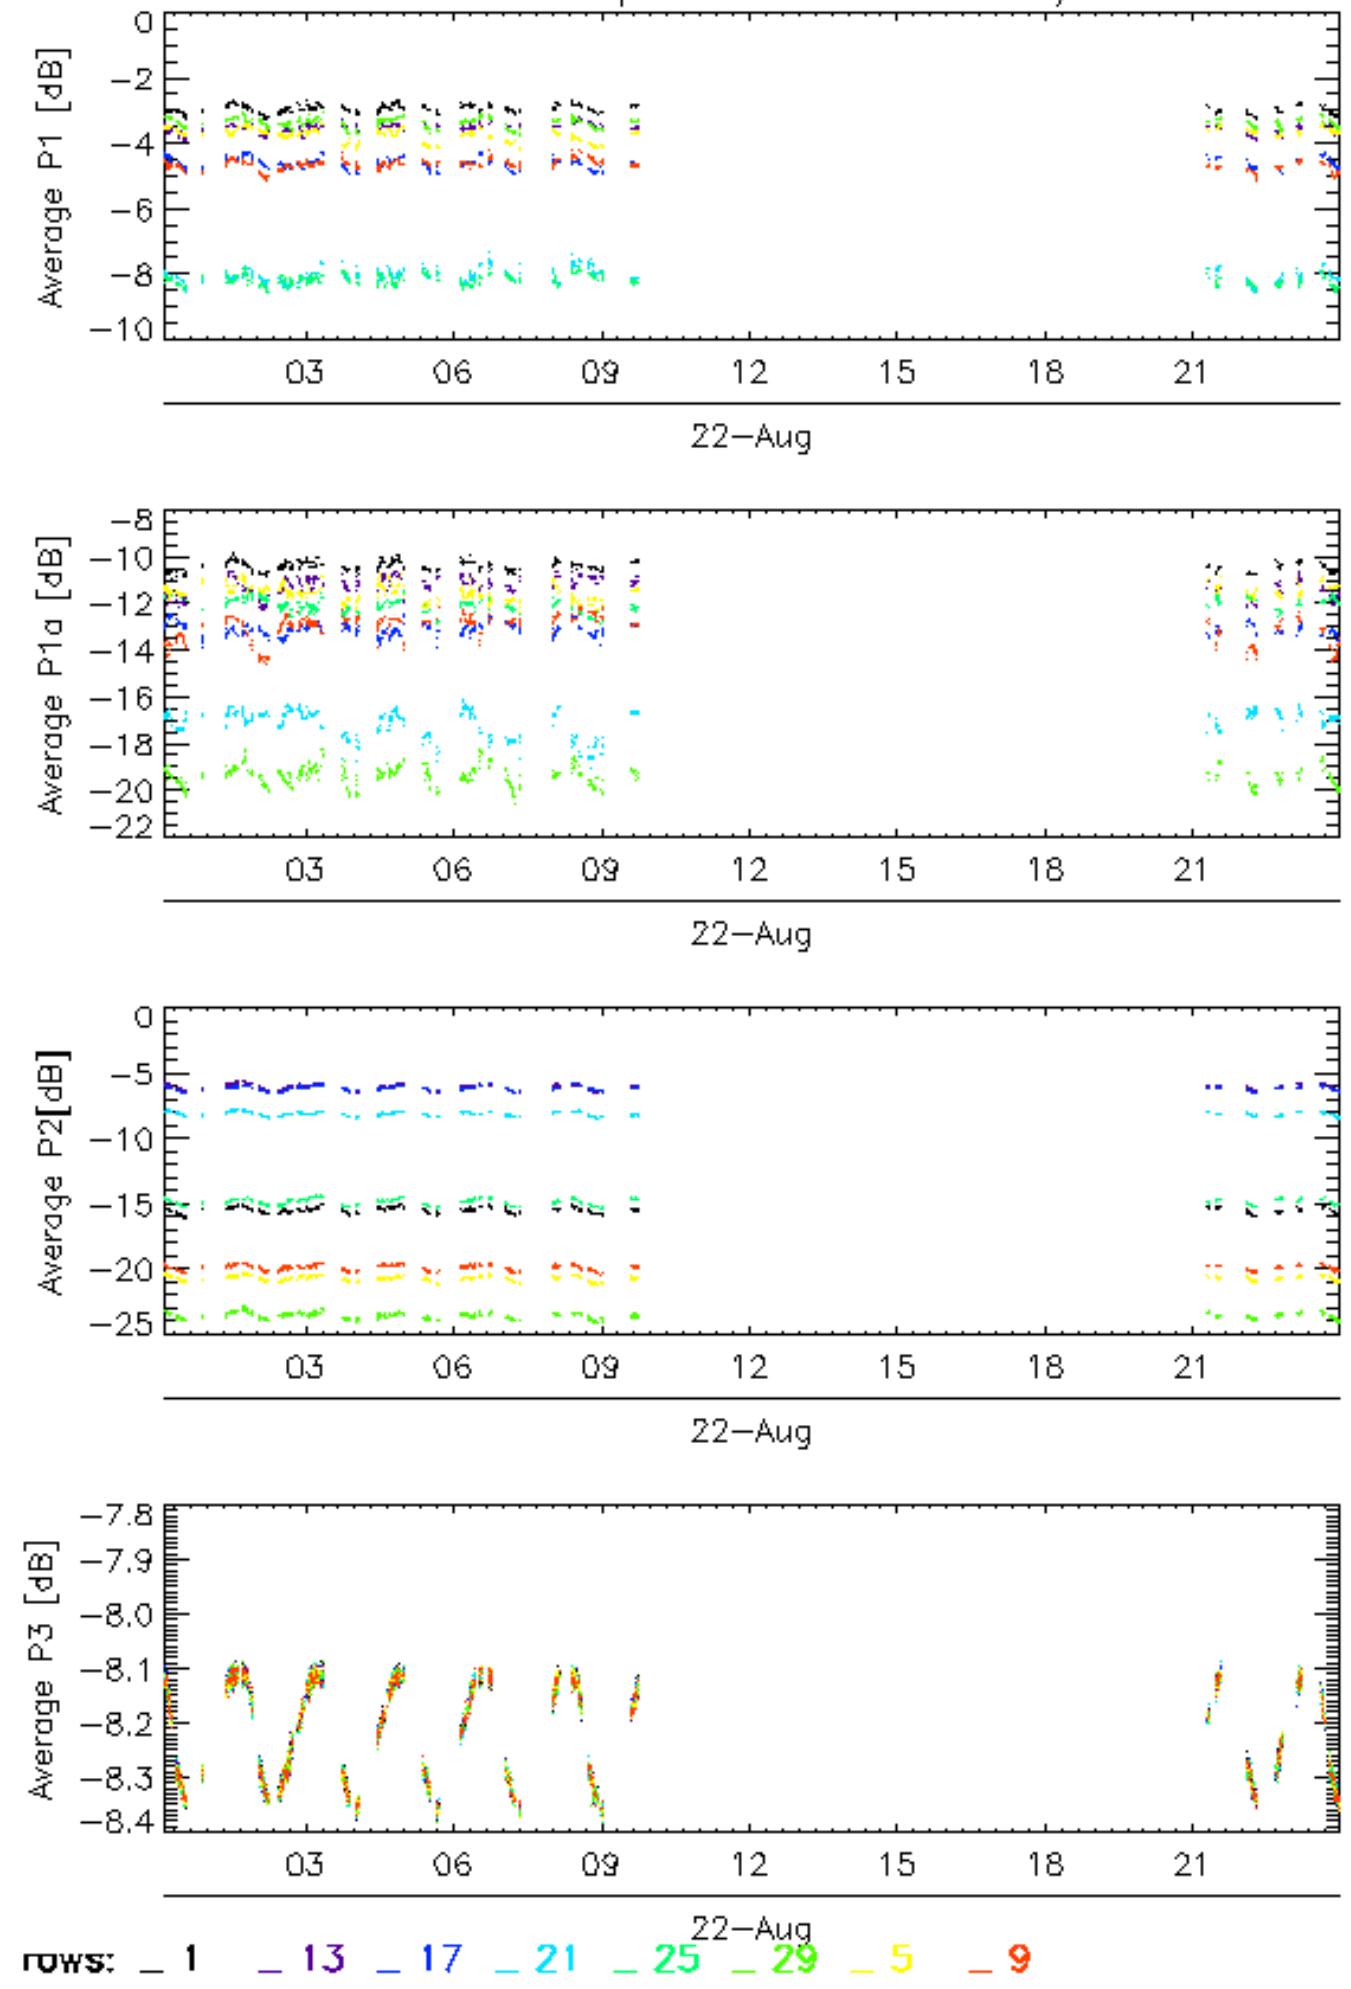 0
−2
−4
−6
−8
−10
Average P1 [dB]
03 06 09 12 15 18 21
22−Aug
−8
−10
−12
−14
−16
−18
−20
−22
Average P1a [dB]
03 06 09 12 15 18 21
22−Aug
0
−5
−10
−15
−20
−25
Average P2[dB]
03 06 09 12 15 18 21
22−Aug
−7.8
−7.9
−8.0
−8.1
−8.2
−8.3
−8.4
Average P3 [dB]
03 06 09 12 15 18 21
22−Aug
rows: _ 1 _ 13 _ 17 _ 21 _ 25 _ 29 _ 5 _ 9